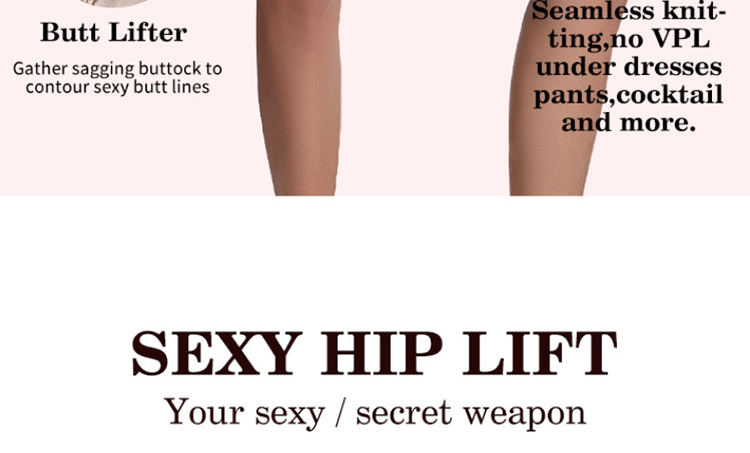 Butt Lifter
Gather sagging buttock to
contour sexy butt lines
Seamless knit-
ting,no VPL
under dresses
pants,cocktail
and more.
SEXY HIP LIFT
Your sexy / secret weapon